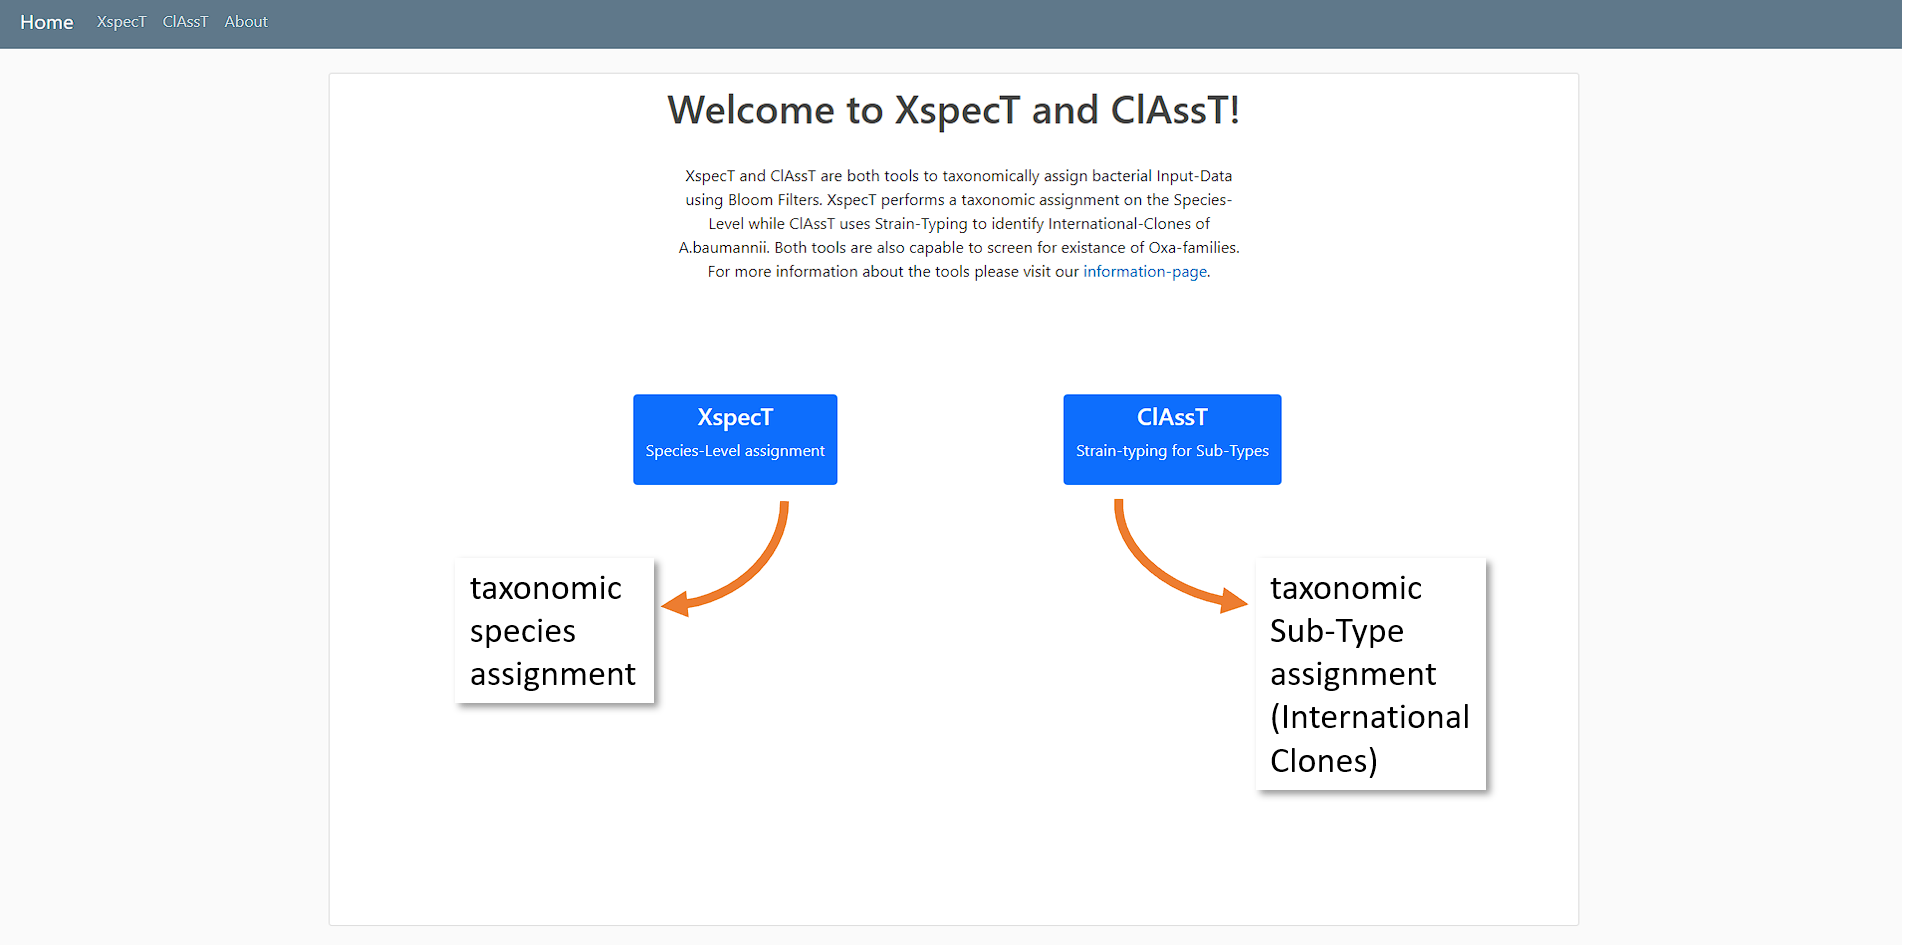 Home XspecT ClAssT About
Welcome to XspecT and ClAssT!
XspecT and ClAssT are both tools to taxonomically assign bacterial Input-Data
using Bloom Filters. XspecT performs a taxonomic assignment on the Species-
Level while ClAssT uses Strain-Typing to identify International-Clones of
A.baumannii. Both tools are also capable to screen for existance of Oxa-families.
For more information about the tools please visit our information-page.
XspecT
Species-Level assignment
ClAssT
Strain-typing for Sub-Types
taxonomic
species
assignment
taxonomic
Sub-Type
assignment
(International
Clones)